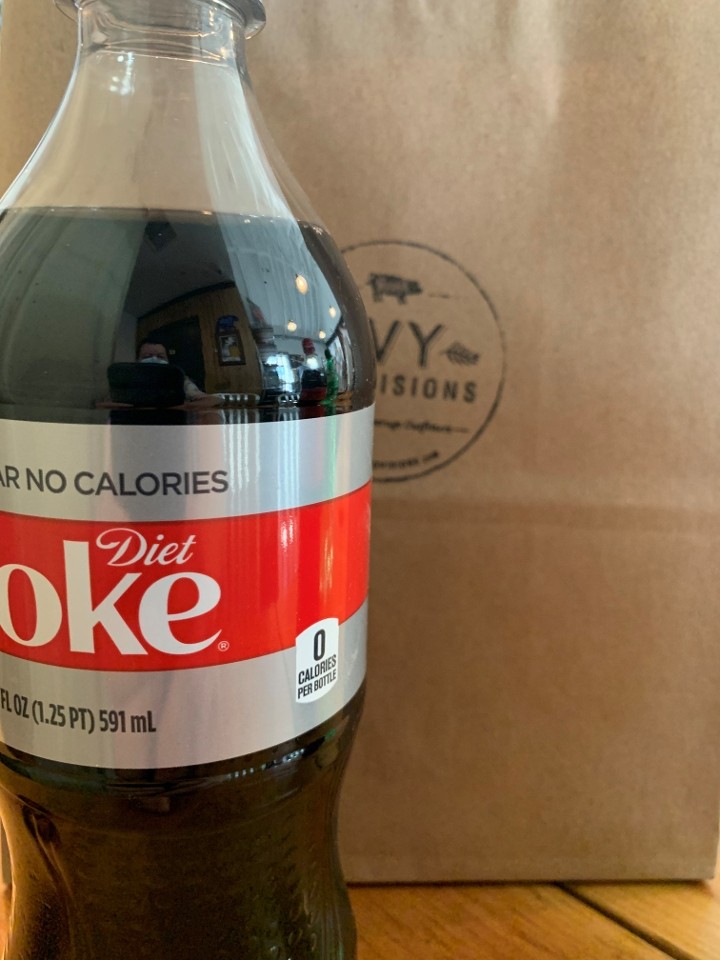 AR NO CALORIES
Diet
oke®
0
CALORIES
PER BOTTLE
FL OZ (1.25 PT) 591 mL
VY
ISIONS